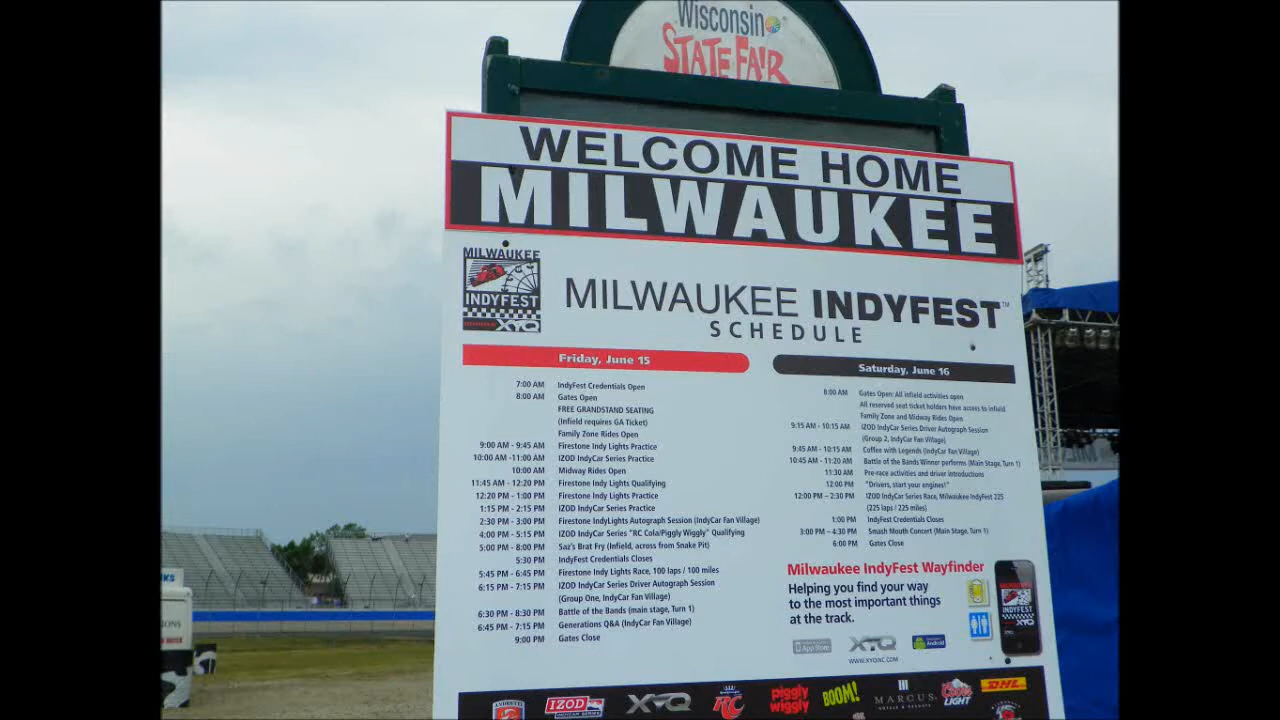 Wisconsin
STATE FAIR
WELCOME HOME
MILWAUKEE
MILWAUKEE
INDYFEST
XYQ
MILWAUKEE INDYFEST™
SCHEDULE
Friday, June 15
7:00 AM IndyFest Credentials Open
8:00 AM Gates Open
FREE GRANDSTAND SEATING
(Infield requires GA Ticket)
Family Zone Rides Open
9:00 AM - 9:45 AM Firestone Indy Lights Practice
10:00 AM -11:00 AM IZOD IndyCar Series Practice
10:00 AM Midway Rides Open
11:45 AM - 12:20 PM Firestone Indy Lights Qualifying
12:20 PM - 1:00 PM Firestone Indy Lights Practice
1:15 PM - 2:15 PM IZOD IndyCar Series Practice
2:30 PM - 3:00 PM Firestone IndyLights Autograph Session (IndyCar Fan Village)
4:00 PM - 5:15 PM IZOD IndyCar Series "RC Cola/Piggly Wiggly" Qualifying
5:00 PM - 8:00 PM Saz's Brat Fry (Infield, across from Snake Pit)
5:30 PM IndyFest Credentials Closes
5:45 PM - 6:45 PM Firestone Indy Lights Race, 100 laps / 100 miles
6:15 PM - 7:15 PM IZOD IndyCar Series Driver Autograph Session
(Group One, IndyCar Fan Village)
6:30 PM - 8:30 PM Battle of the Bands (main stage, Turn 1)
6:45 PM - 7:15 PM Generations Q&A (IndyCar Fan Village)
9:00 PM Gates Close
Saturday, June 16
8:00 AM Gates Open: All infield activities open
All reserved seat ticket holders have access to infield
Family Zone and Midway Rides Open
9:15 AM - 10:15 AM IZOD IndyCar Series Driver Autograph Session
(Group 2, IndyCar Fan Village)
9:45 AM - 10:15 AM Coffee with Legends (IndyCar Fan Village)
10:45 AM - 11:20 AM Battle of the Bands Winner performs (Main Stage, Turn 1)
11:30 AM Pre-race activities and driver introductions
12:00 PM "Drivers, start your engines!"
12:00 PM – 2:30 PM IZOD IndyCar Series Race, Milwaukee IndyFest 225
(225 laps / 225 miles)
1:00 PM IndyFest Credentials Closes
3:00 PM – 4:30 PM Smash Mouth Concert (Main Stage, Turn 1)
6:00 PM Gates Close
Milwaukee IndyFest Wayfinder
Helping you find your way
to the most important things
at the track.
App Store XYQ Android
WWW.XYQINC.COM
INDYFEST
XYQ
ANDRETTI IZOD XYQ RC piggly wiggly BOOM! MARCUS Coors LIGHT DHL